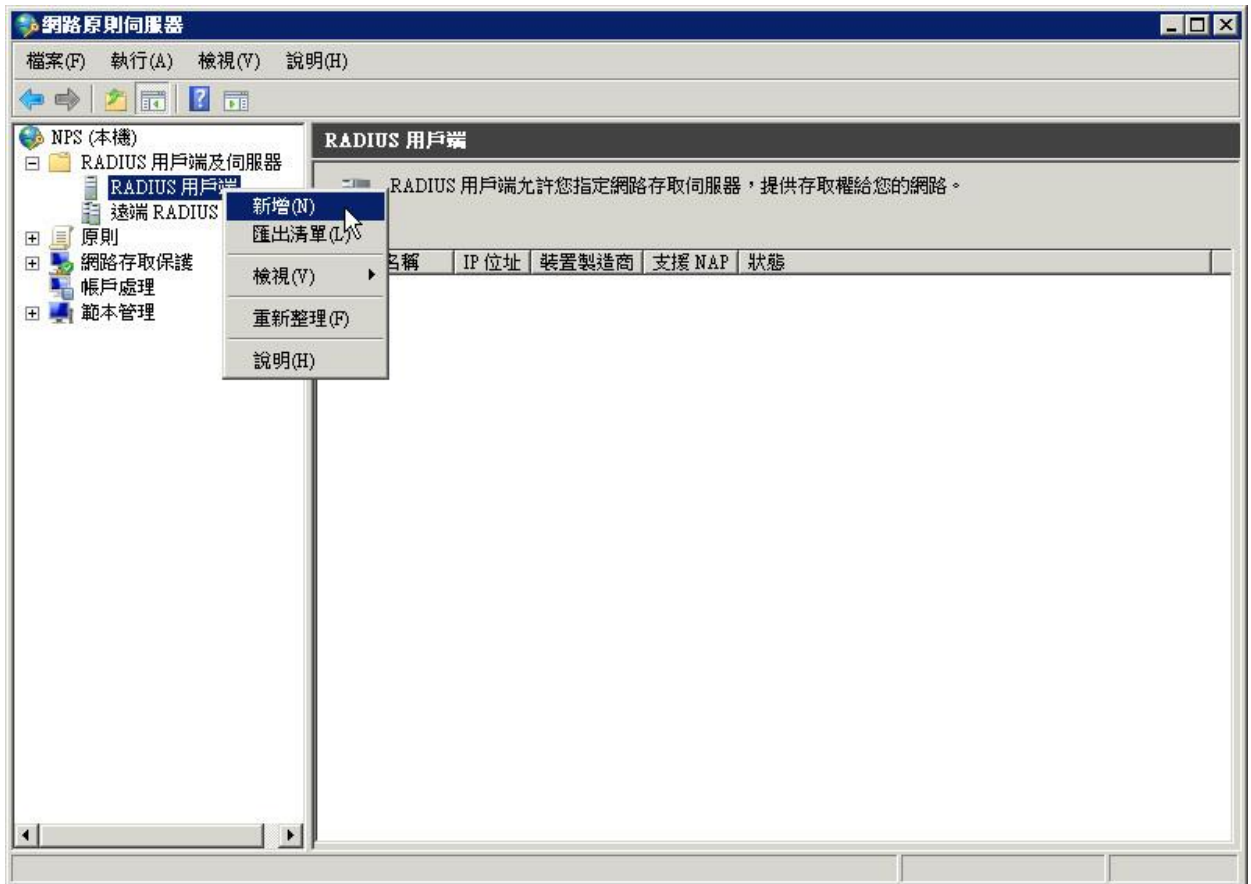 網路原則伺服器
檔案(F) 執行(A) 檢視(V) 說明(H)
NPS (本機)
RADIUS 用戶端及伺服器
RADIUS 用戶端
遠端 RADIUS
原則
網路存取保護
帳戶處理
範本管理
新增(N)
匯出清單(L)
檢視(V)
重新整理(F)
說明(H)
RADIUS 用戶端
RADIUS 用戶端允許您指定網路存取伺服器，提供存取權給您的網路。
名稱 IP 位址 裝置製造商 支援 NAP 狀態